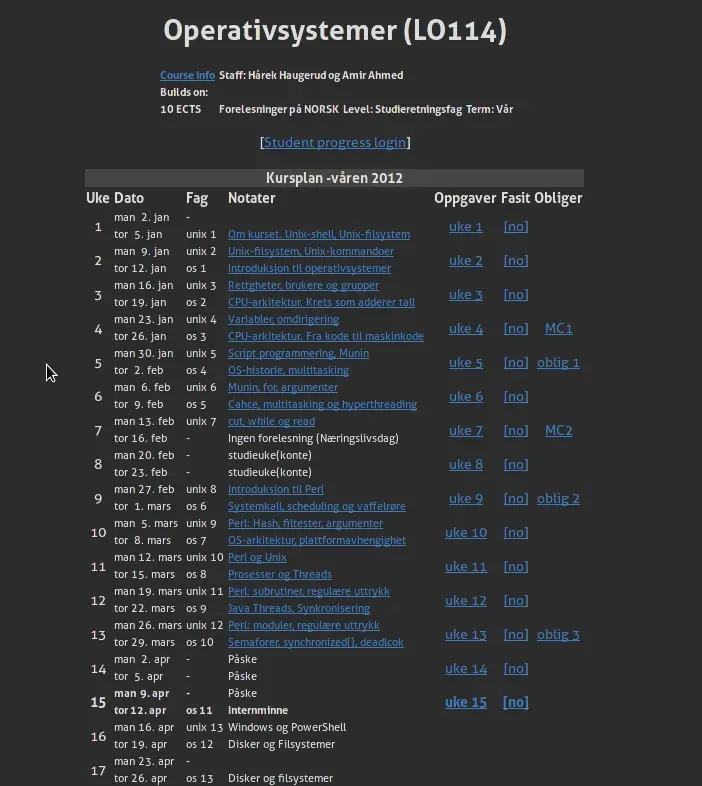 Operativsystemer (LO114)
Course info Staff: Hårek Haugerud og Amir Ahmed
Builds on:
10 ECTS Forelesninger på NORSK Level: Studieretningsfag Term: Vår
[Student progress login]
Kursplan -våren 2012
Uke Dato Fag Notater Oppgaver Fasit Obliger
man 2. jan -
1 uke 1 [no]
tor 5. jan unix 1 Om kurset. Unix-shell, Unix-filsystem
man 9. jan unix 2 Unix-filsystem, Unix-kommandoer
2 uke 2 [no]
tor 12. jan os 1 Introduksjon til operativsystemer
man 16. jan unix 3 Rettgheter, brukere og grupper
3 uke 3 [no]
tor 19. jan os 2 CPU-arkitektur. Krets som adderer tall
man 23. jan unix 4 Variabler, omdirigering
4 uke 4 [no] MC1
tor 26. jan os 3 CPU-arkitektur. Fra kode til maskinkode
man 30. jan unix 5 Script programmering, Munin
5 uke 5 [no] oblig 1
tor 2. feb os 4 OS-historie, multitasking
man 6. feb unix 6 Munin, for, argumenter
6 uke 6 [no]
tor 9. feb os 5 Cahce, multitasking og hyperthreading
man 13. feb unix 7 cut, while og read
7 uke 7 [no] MC2
tor 16. feb - Ingen forelesning (Næringslivsdag)
man 20. feb - studieuke(konte)
8 uke 8 [no]
tor 23. feb - studieuke(konte)
man 27. feb unix 8 Introduksjon til Perl
9 uke 9 [no] oblig 2
tor 1. mars os 6 Systemkall, scheduling og vaffelrøre
man 5. mars unix 9 Perl: Hash, filtester, argumenter
10 uke 10 [no]
tor 8. mars os 7 OS-arkitektur, plattformavhengighet
man 12. mars unix 10 Perl og Unix
11 uke 11 [no]
tor 15. mars os 8 Prosesser og Threads
man 19. mars unix 11 Perl: subrutiner, regulære uttrykk
12 uke 12 [no]
tor 22. mars os 9 Java Threads, Synkronisering
man 26. mars unix 12 Perl: moduler, regulære uttrykk
13 uke 13 [no] oblig 3
tor 29. mars os 10 Semaforer, synchronized(), deadlcok
man 2. apr - Påske
14 uke 14 [no]
tor 5. apr - Påske
man 9. apr - Påske
15 uke 15 [no]
tor 12. apr os 11 Internminne
man 16. apr unix 13 Windows og PowerShell
16
tor 19. apr os 12 Disker og Filsystemer
man 23. apr -
17
tor 26. apr os 13 Disker og filsystemer